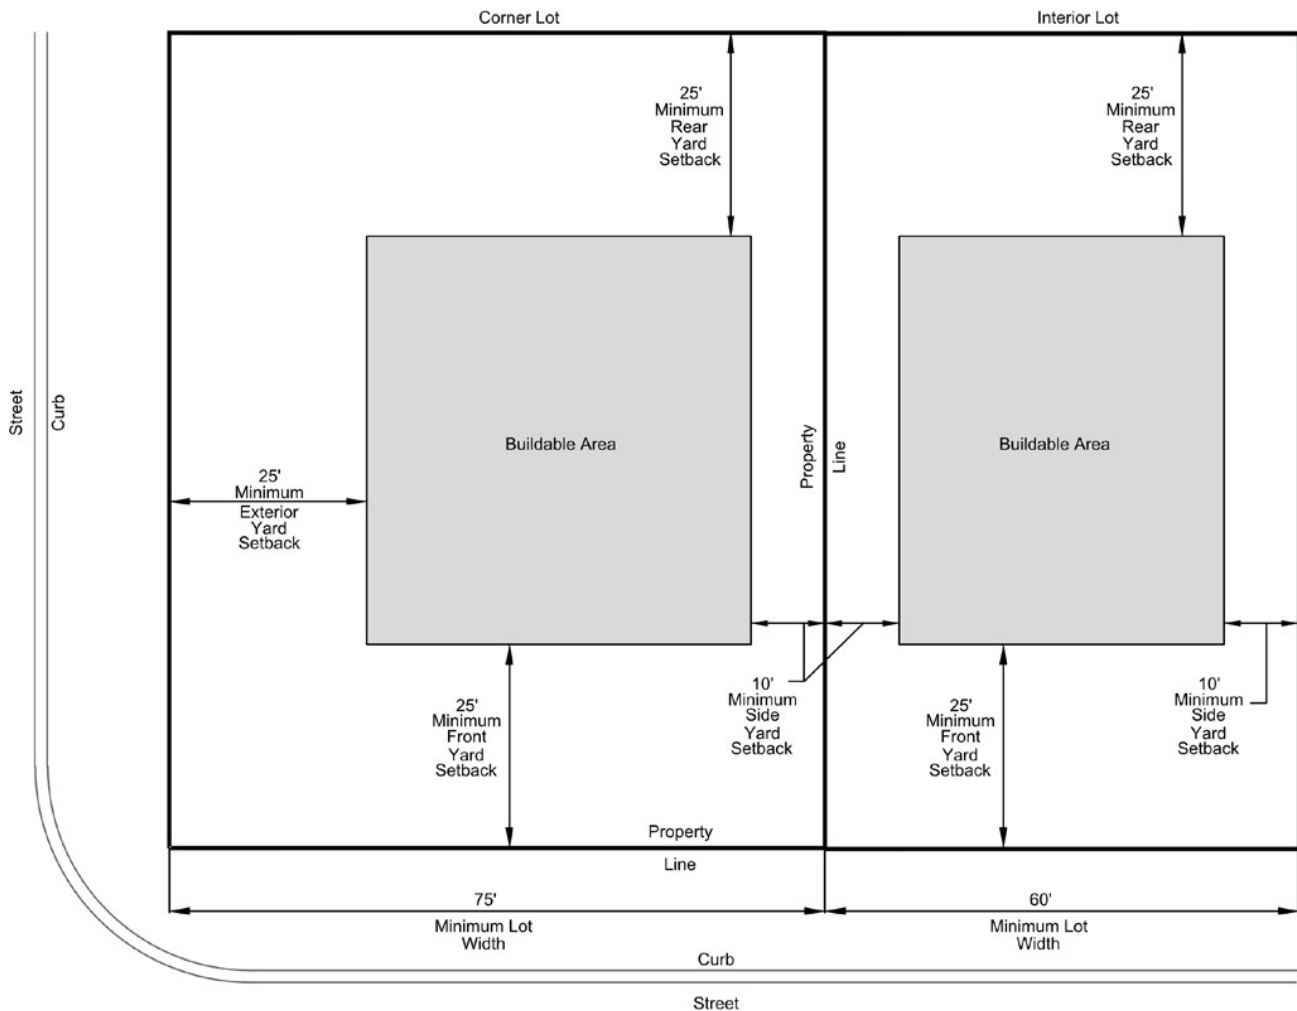 Corner Lot
Interior Lot
25'
Minimum
Rear
Yard
Setback
25'
Minimum
Rear
Yard
Setback
Street
Curb
Buildable Area
Property
Line
Buildable Area
25'
Minimum
Exterior
Yard
Setback
25'
Minimum
Front
Yard
Setback
10'
Minimum
Side
Yard
Setback
25'
Minimum
Front
Yard
Setback
10'
Minimum
Side
Yard
Setback
Property
Line
75'
Minimum Lot
Width
60'
Minimum Lot
Width
Curb
Street